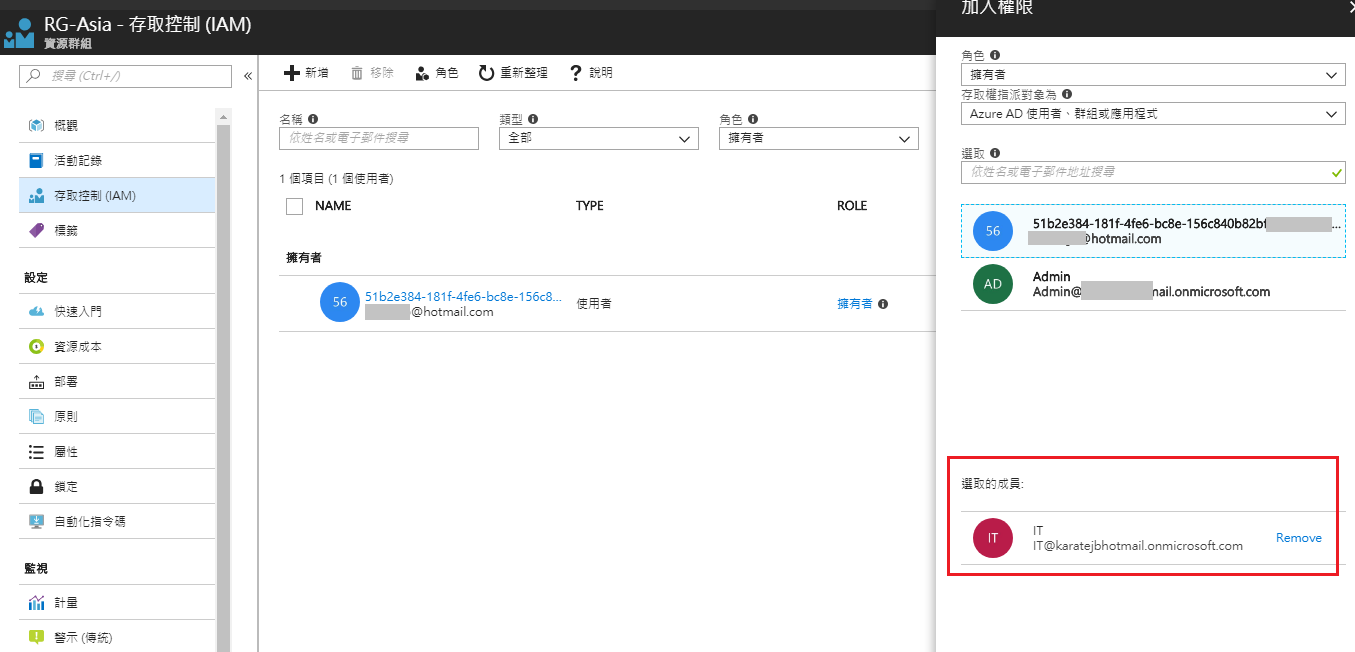 RG-Asia - 存取控制 (IAM)
資源群組
搜尋 (Ctrl+/)
概觀
活動記錄
存取控制 (IAM)
標籤
設定
快速入門
資源成本
部署
原則
屬性
鎖定
自動化指令碼
監視
計量
警示 (傳統)
新增 移除 角色 重新整理 說明
名稱 類型 角色
依姓名或電子郵件搜尋 全部 擁有者
1 個項目 (1 個使用者)
NAME TYPE ROLE
擁有者
56 51b2e384-181f-4fe6-bc8e-156c8... 使用者 擁有者
@hotmail.com
加入權限
角色
擁有者
存取權指派對象為
Azure AD 使用者、群組或應用程式
選取
依姓名或電子郵件地址搜尋
56 51b2e384-181f-4fe6-bc8e-156c840b82b ...
@hotmail.com
AD Admin
Admin@ mail.onmicrosoft.com
選取的成員:
IT IT
IT@karatejbhotmail.onmicrosoft.com Remove